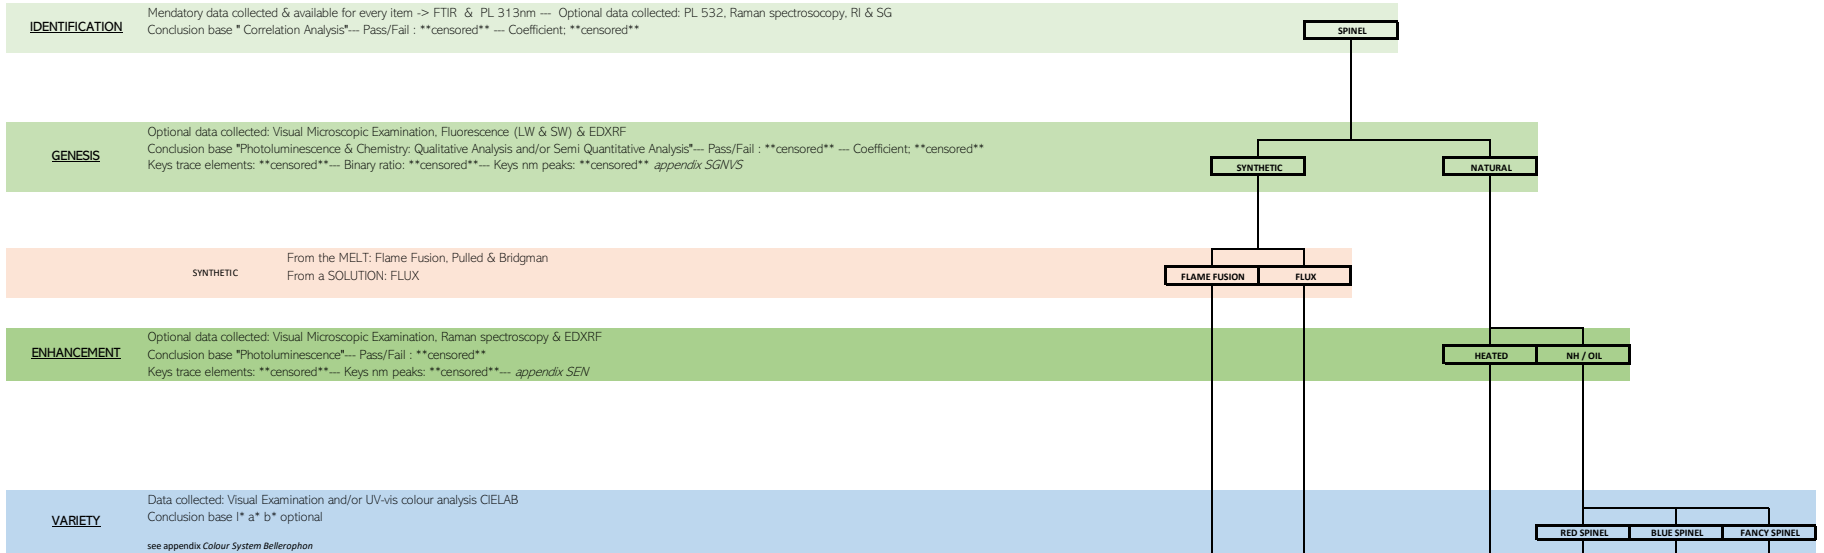 IDENTIFICATION
Mendatory data collected & available for every item -> FTIR & PL 313nm --- Optional data collected: PL 532, Raman spectrosocopy, RI & SG
Conclusion base " Correlation Analysis"--- Pass/Fail : **censored** --- Coefficient; **censored**
SPINEL
GENESIS
Optional data collected: Visual Microscopic Examination, Fluorescence (LW & SW) & EDXRF
Conclusion base "Photoluminescence & Chemistry: Qualitative Analysis and/or Semi Quantitative Analysis"--- Pass/Fail : **censored** --- Coefficient; **censored**
Keys trace elements: **censored**--- Binary ratio: **censored**--- Keys nm peaks: **censored** appendix SGNVS
SYNTHETIC
NATURAL
SYNTHETIC
From the MELT: Flame Fusion, Pulled & Bridgman
From a SOLUTION: FLUX
FLAME FUSION
FLUX
ENHANCEMENT
Optional data collected: Visual Microscopic Examination, Raman spectroscopy & EDXRF
Conclusion base "Photoluminescence"--- Pass/Fail : **censored**
Keys trace elements: **censored**--- Keys nm peaks: **censored**--- appendix SEN
HEATED
NH / OIL
VARIETY
Data collected: Visual Examination and/or UV-vis colour analysis CIELAB
Conclusion base l* a* b* optional
see appendix Colour System Bellerophon
RED SPINEL
BLUE SPINEL
FANCY SPINEL